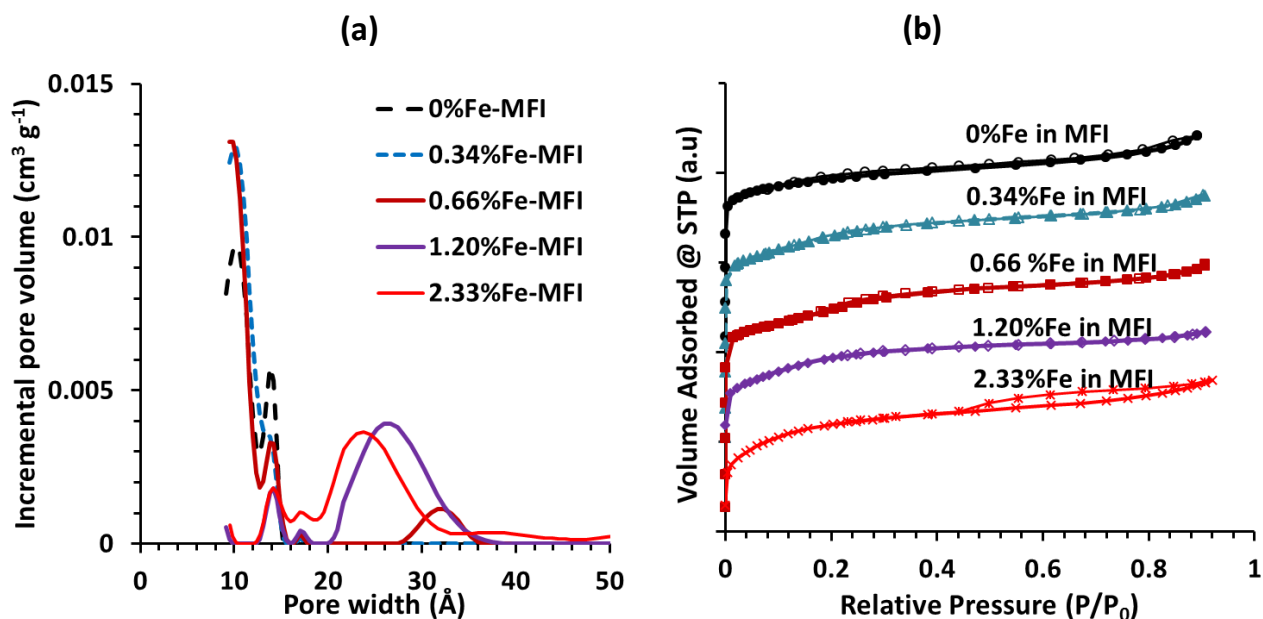 (a)
Incremental pore volume (cm³ g⁻¹)
0.015
0.01
0.005
0
0%Fe-MFI
0.34%Fe-MFI
0.66%Fe-MFI
1.20%Fe-MFI
2.33%Fe-MFI
0 10 20 30 40 50
Pore width (Å)
(b)
Volume Adsorbed @ STP (a.u)
0%Fe in MFI
0.34%Fe in MFI
0.66 %Fe in MFI
1.20%Fe in MFI
2.33%Fe in MFI
0 0.2 0.4 0.6 0.8 1
Relative Pressure (P/P₀)